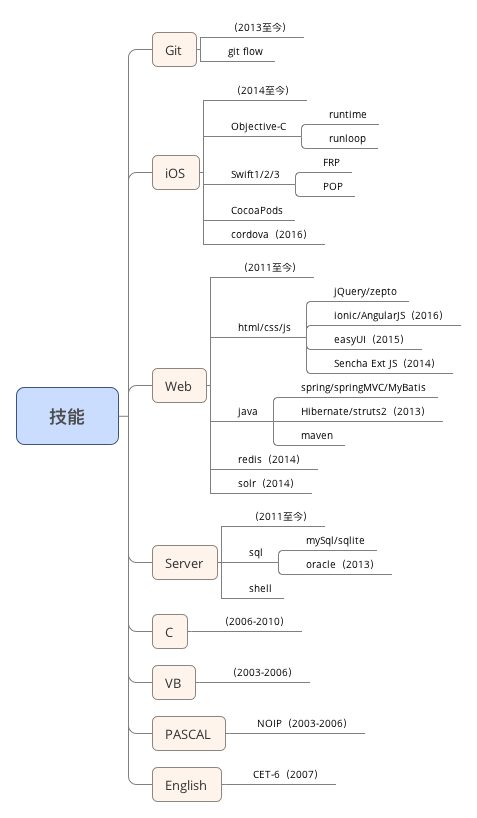 技能
Git
(2013至今)
git flow
iOS
(2014至今)
Objective-C
runtime
runloop
Swift1/2/3
FRP
POP
CocoaPods
cordova（2016）
Web
(2011至今)
html/css/js
jQuery/zepto
ionic/AngularJS（2016）
easyUI（2015）
Sencha Ext JS（2014）
java
spring/springMVC/MyBatis
Hibernate/struts2（2013）
maven
redis（2014）
solr（2014）
Server
(2011至今)
sql
mySql/sqlite
oracle（2013）
shell
C
(2006-2010)
VB
(2003-2006)
PASCAL
NOIP（2003-2006）
English
CET-6（2007）